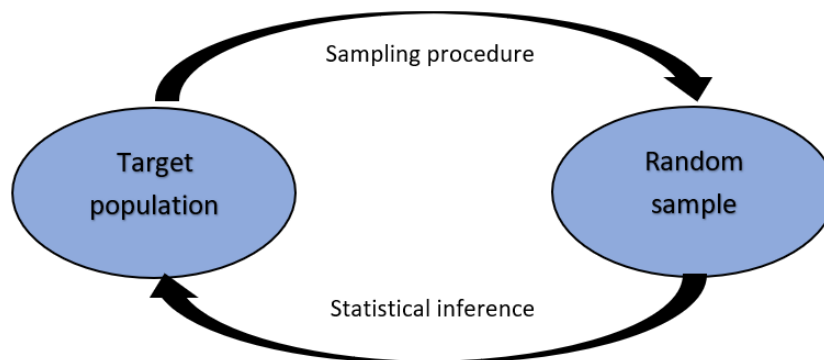 Sampling procedure
Target
population
Random
sample
Statistical inference